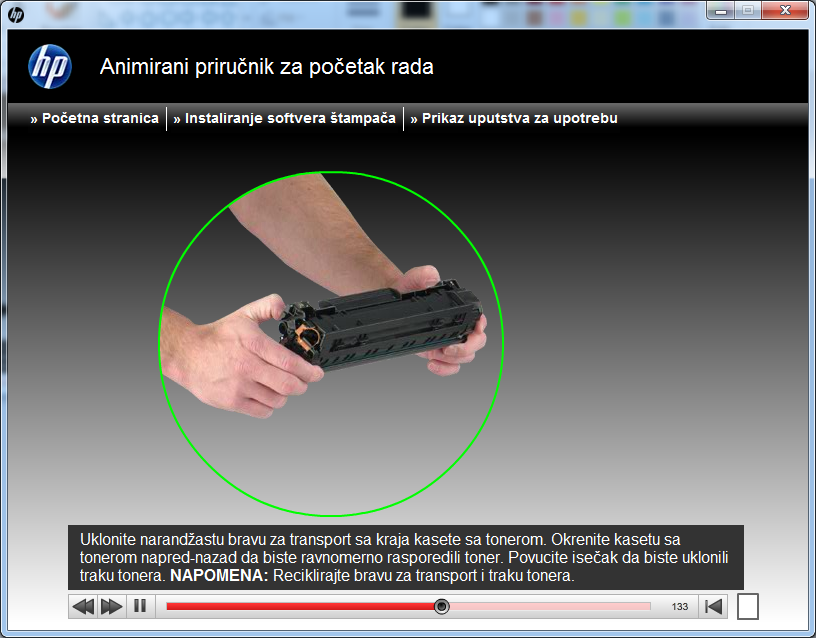 hp
hp
Animirani priručnik za početak rada
» Početna stranica » Instaliranje softvera štampača » Prikaz uputstva za upotrebu
Uklonite narandžastu bravu za transport sa kraja kasete sa tonerom. Okrenite kasetu sa
tonerom napred-nazad da biste ravnomerno rasporedili toner. Povucite isečak da biste uklonili
traku tonera. NAPOMENA: Reciklirajte bravu za transport i traku tonera.
133